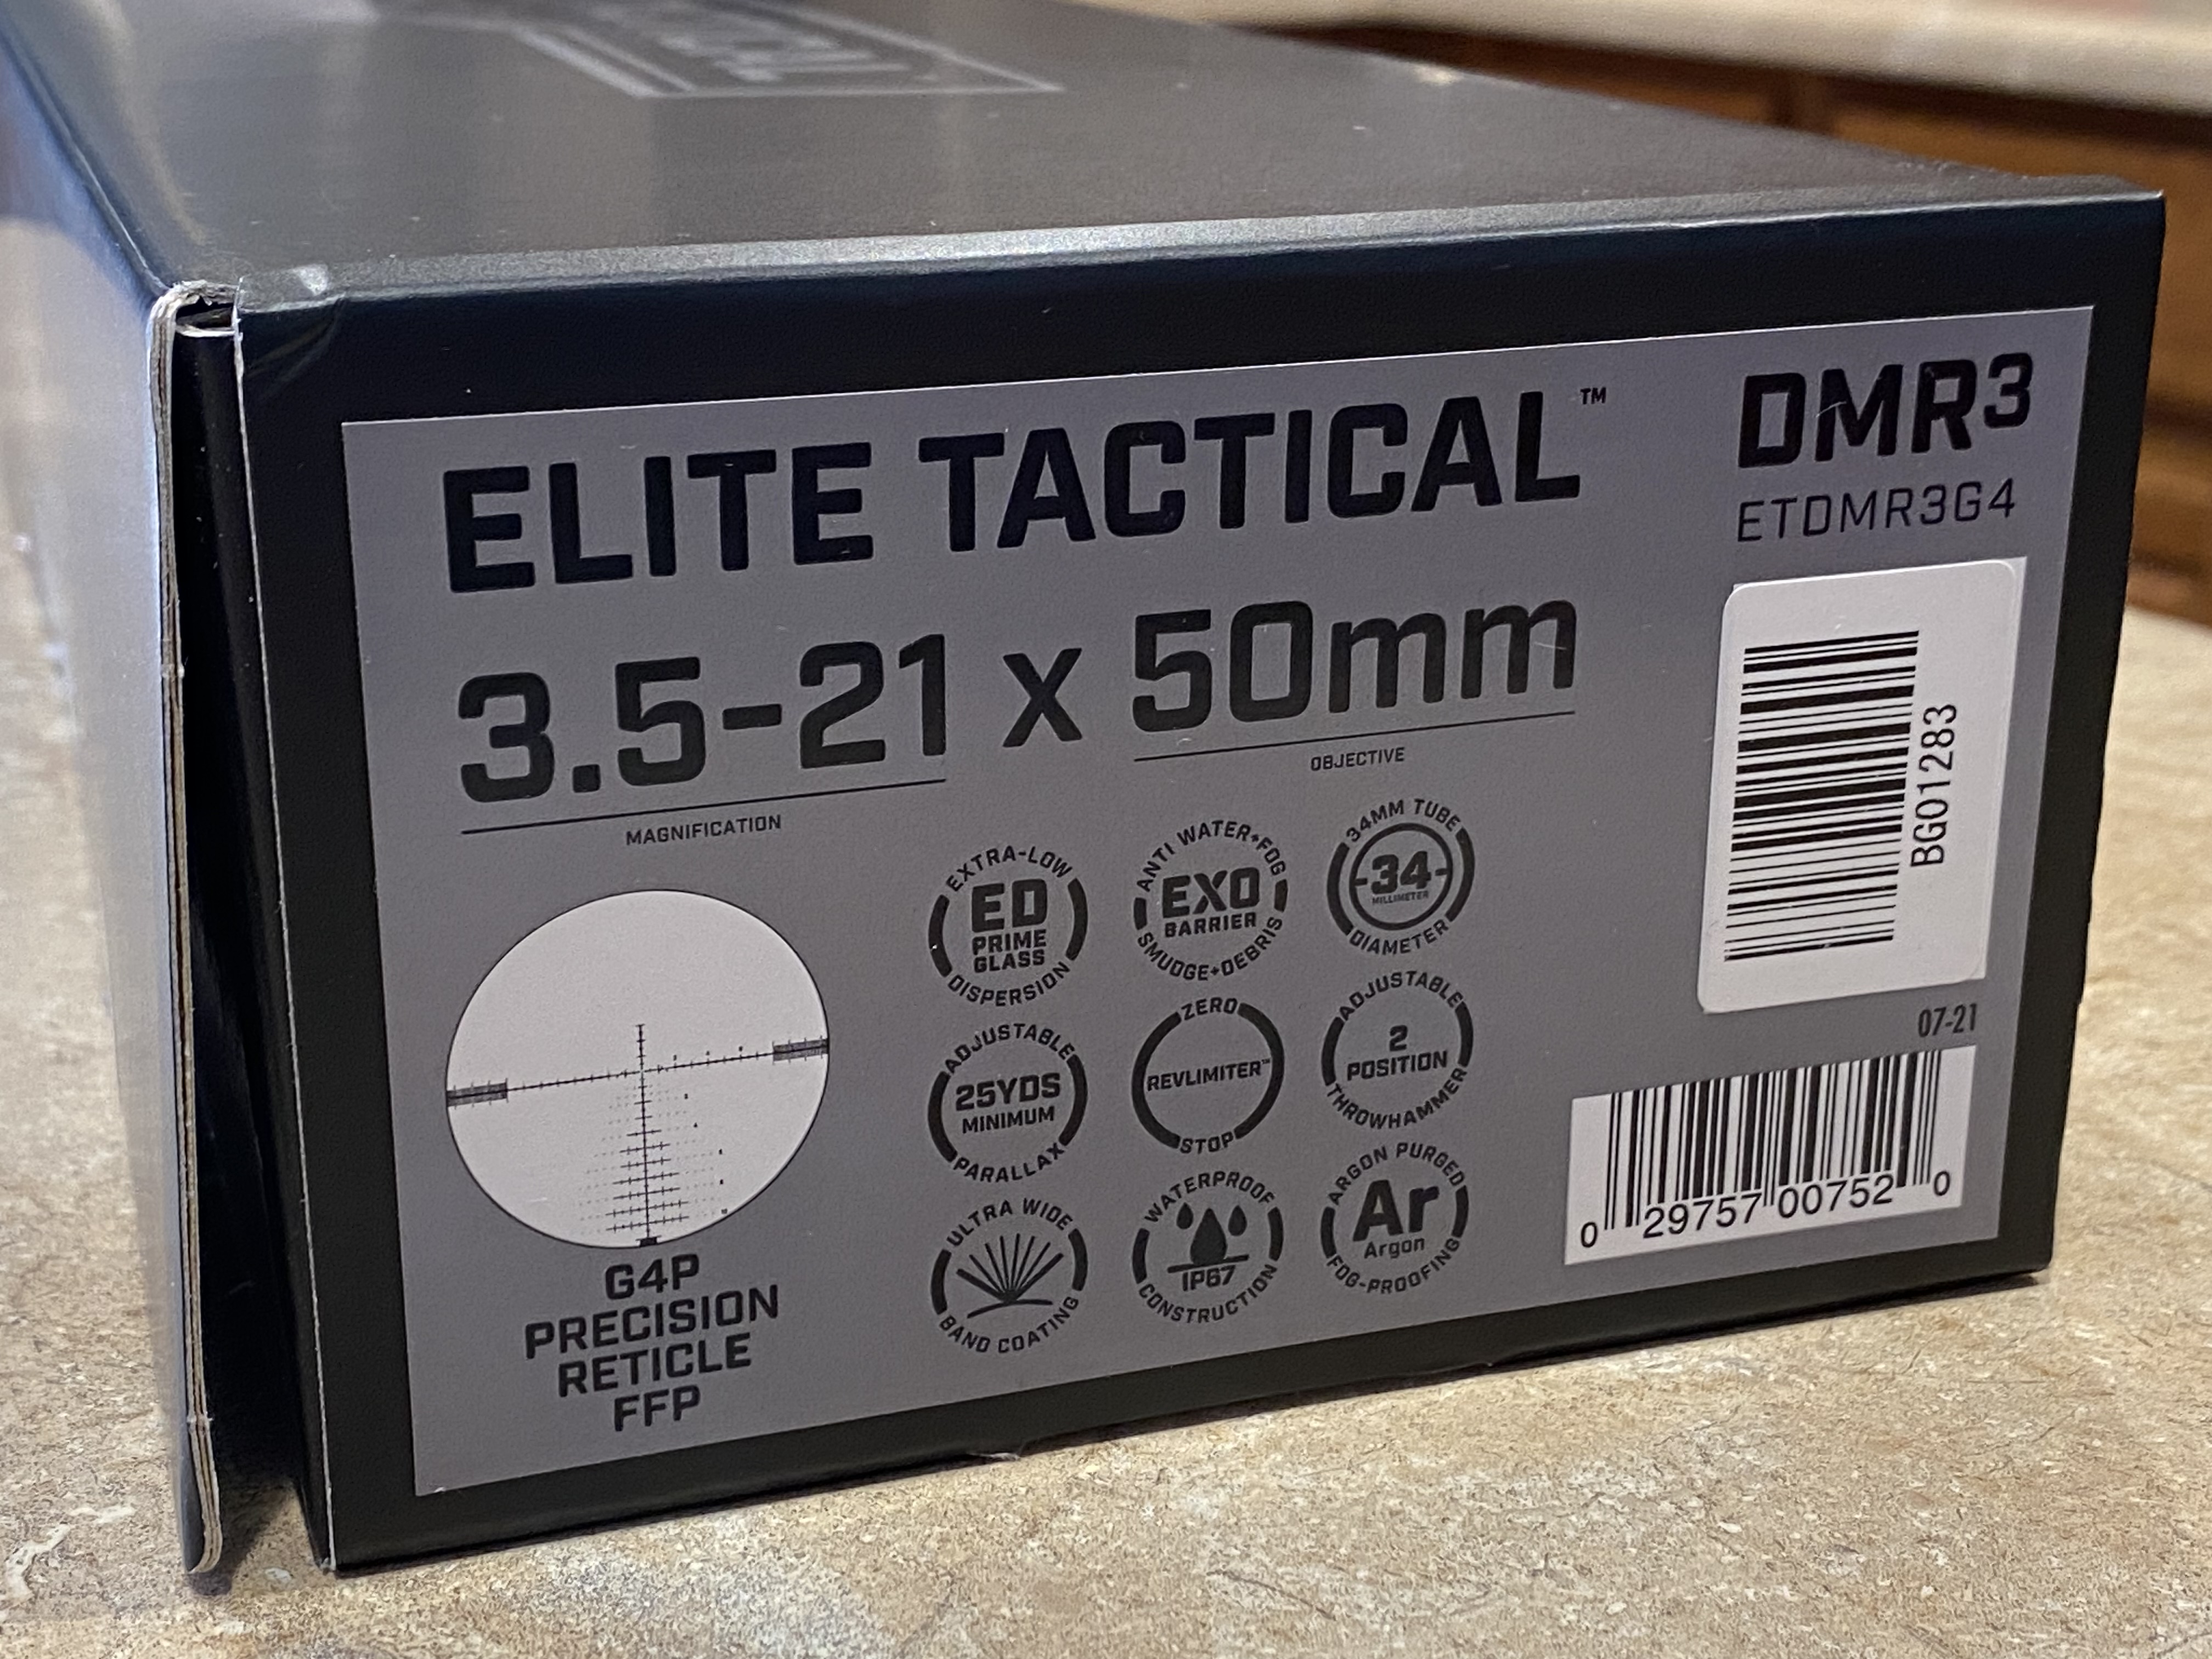 ELITE TACTICAL™
DMR3
ETDMR3G4
3.5-21 x 50mm
MAGNIFICATION
OBJECTIVE
BG01283
EXTRA-LOW
ED
PRIME
GLASS
DISPERSION
ANTI WATER+FOG
EXO
BARRIER
SMUDGE+DEBRIS
34MM TUBE
-34-
MILLIMETER
DIAMETER
ADJUSTABLE
25YDS
MINIMUM
PARALLAX
ZERO
REVLIMITER™
STOP
ADJUSTABLE
2
POSITION
THROWHAMMER
ULTRA WIDE
BAND COATING
WATERPROOF
IP67
CONSTRUCTION
ARGON PURGED
Ar
Argon
FOG-PROOFING
G4P
PRECISION
RETICLE
FFP
07-21
0 29757 00752 0